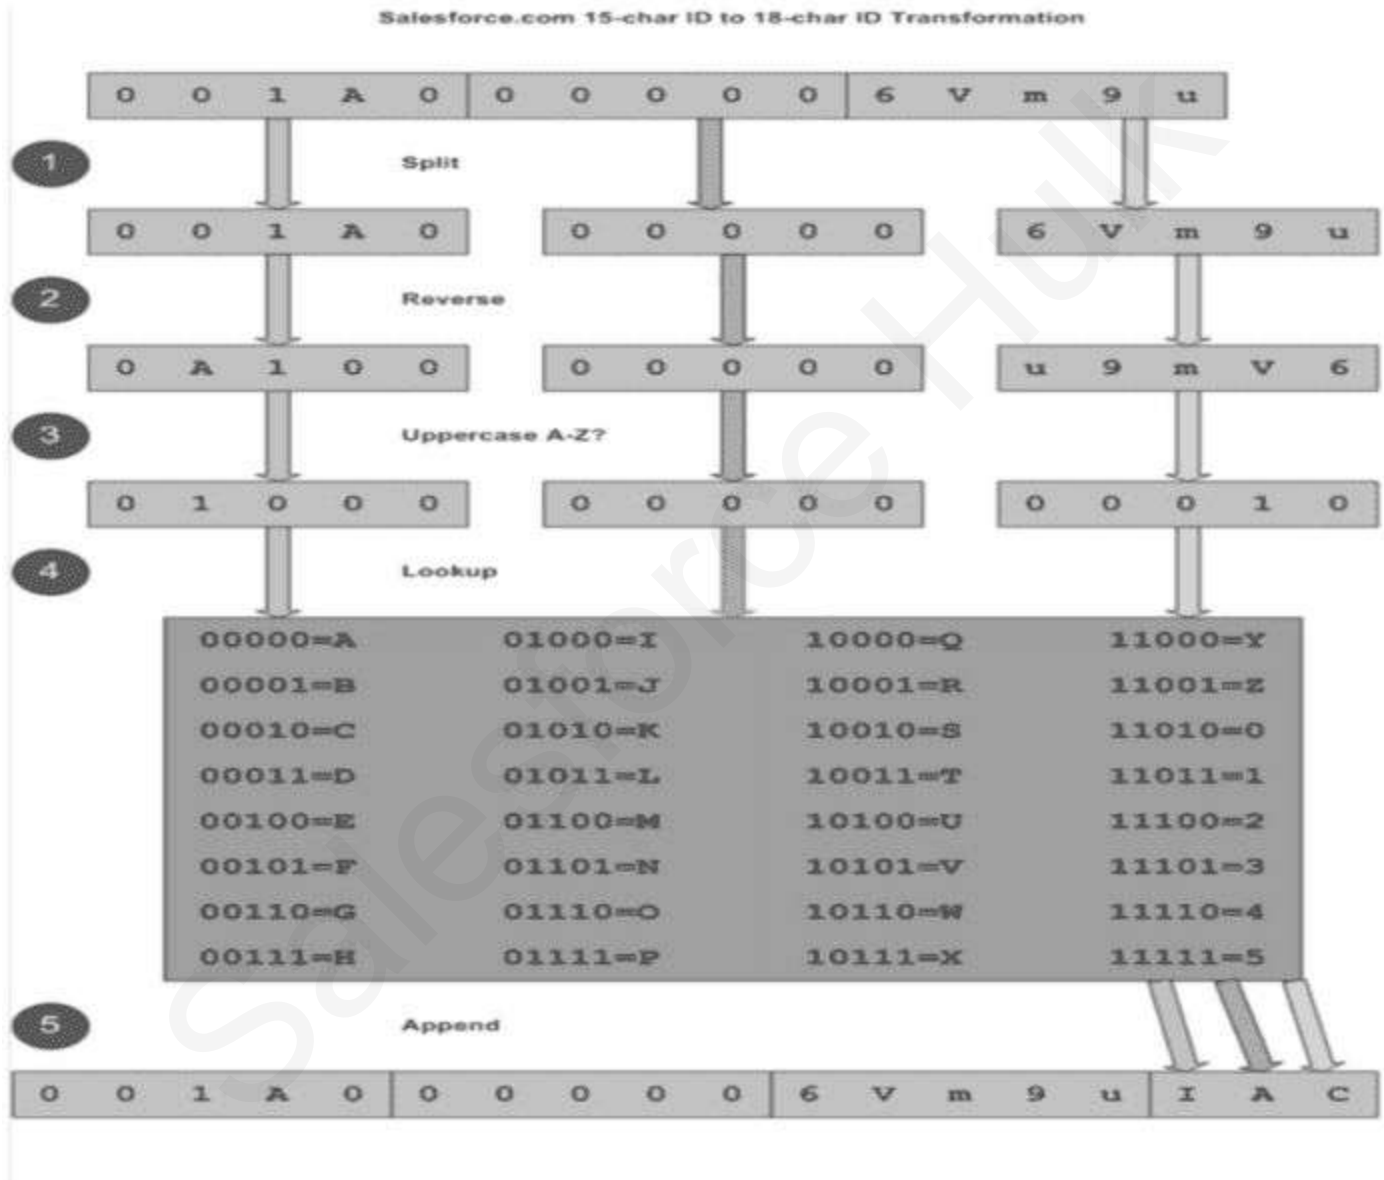 Salesforce.com 15-char ID to 18-char ID Transformation
0 0 1 A 0 0 0 0 0 0 6 V m 9 u
1 Split
0 0 1 A 0 0 0 0 0 0 6 V m 9 u
2 Reverse
0 A 1 0 0 0 0 0 0 0 u 9 m V 6
3 Uppercase A-Z?
0 1 0 0 0 0 0 0 0 0 0 0 0 1 0
4 Lookup
00000=A 01000=I 10000=Q 11000=Y
00001=B 01001=J 10001=R 11001=Z
00010=C 01010=K 10010=S 11010=0
00011=D 01011=L 10011=T 11011=1
00100=E 01100=M 10100=U 11100=2
00101=F 01101=N 10101=V 11101=3
00110=G 01110=O 10110=W 11110=4
00111=H 01111=P 10111=X 11111=5
5 Append
0 0 1 A 0 0 0 0 0 0 6 V m 9 u I A C
Salesforce Hulk